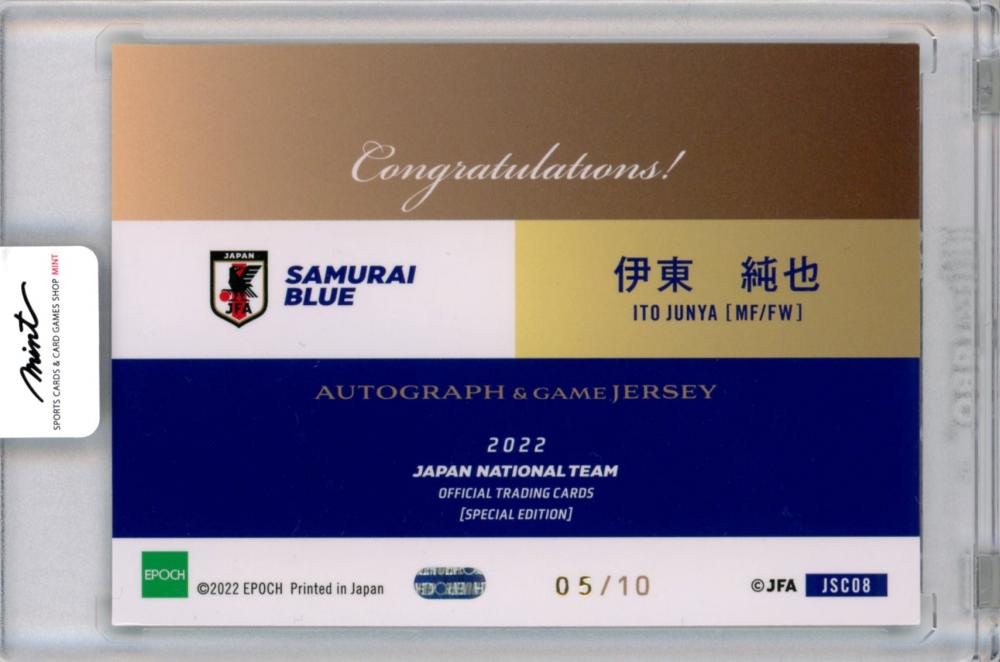 Congratulations!
JAPAN
JFA
SAMURAI
BLUE
伊東 純也
ITO JUNYA [MF/FW]
mint
SPORTS CARDS & CARD GAMES SHOP MINT
AUTOGRAPH & GAME JERSEY
2022
JAPAN NATIONAL TEAM
OFFICIAL TRADING CARDS
[SPECIAL EDITION]
EPOCH
©2022 EPOCH Printed in Japan
05/10
©JFA
JSC08